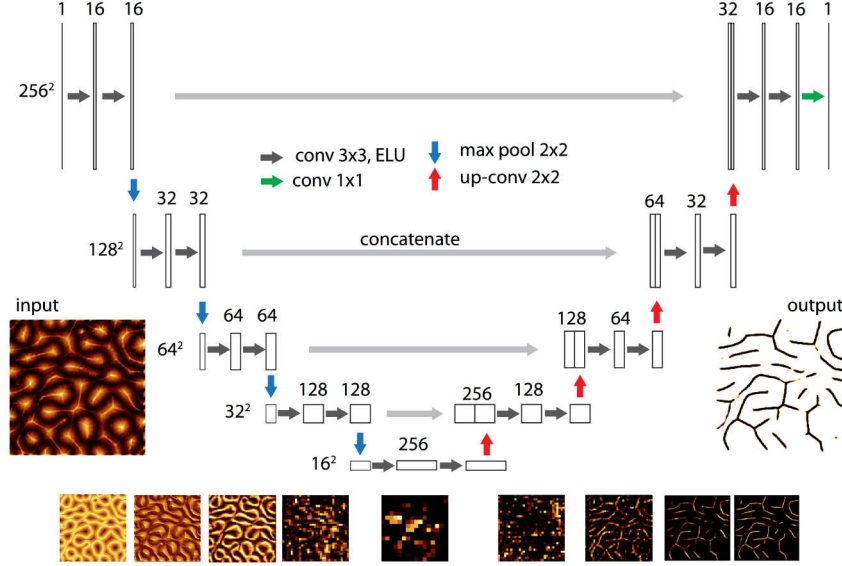 1 16 16 32 16 16 1
256²
conv 3x3, ELU max pool 2x2
conv 1x1 up-conv 2x2
32 32 64 32
128² concatenate
input output
64 64 128 64
64²
128 128 256 128
32²
256
16²